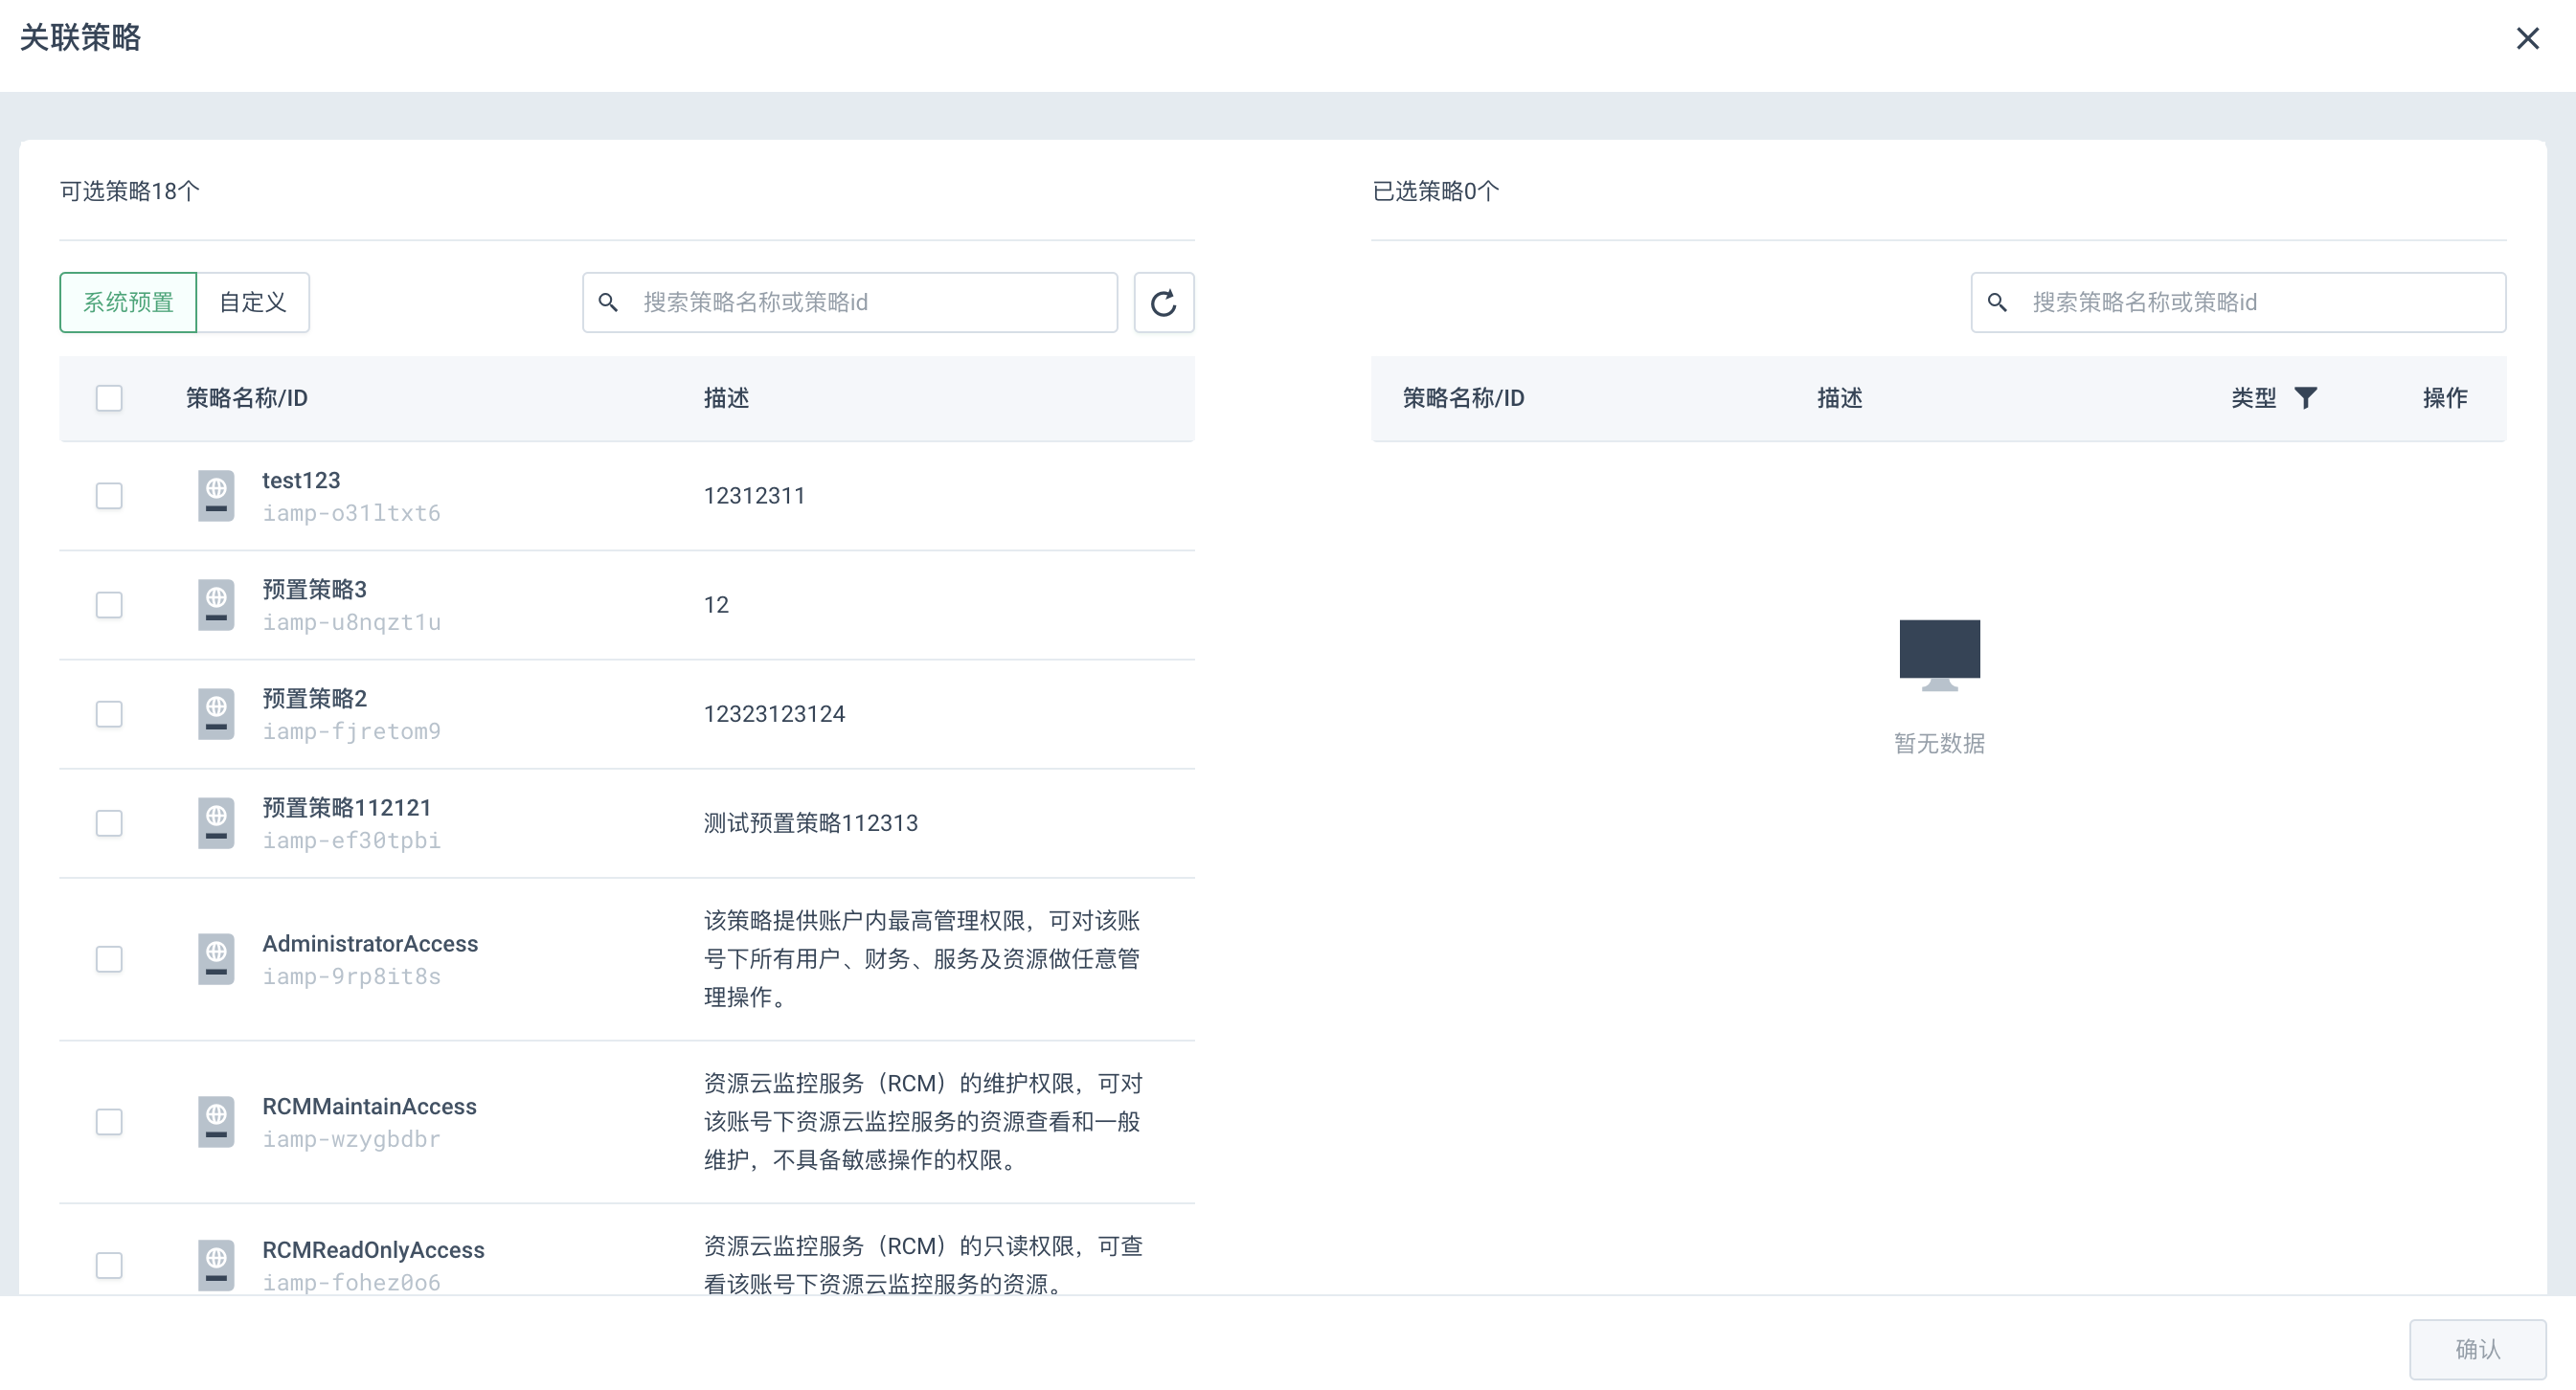 关联策略
可选策略18个
系统预置
自定义
搜索策略名称或策略id
策略名称/ID
描述
test123
iamp-o31ltxt6
12312311
预置策略3
iamp-u8nqzt1u
12
预置策略2
iamp-fjretom9
12323123124
预置策略112121
iamp-ef30tpbi
测试预置策略112313
AdministratorAccess
iamp-9rp8it8s
该策略提供账户内最高管理权限，可对该账
号下所有用户、财务、服务及资源做任意管
理操作。
RCMMaintainAccess
iamp-wzygbdbr
资源云监控服务（RCM）的维护权限，可对
该账号下资源云监控服务的资源查看和一般
维护，不具备敏感操作的权限。
RCMReadOnlyAccess
iamp-fohez0o6
资源云监控服务（RCM）的只读权限，可查
看该账号下资源云监控服务的资源。
已选策略0个
搜索策略名称或策略id
策略名称/ID
描述
类型
操作
暂无数据
确认